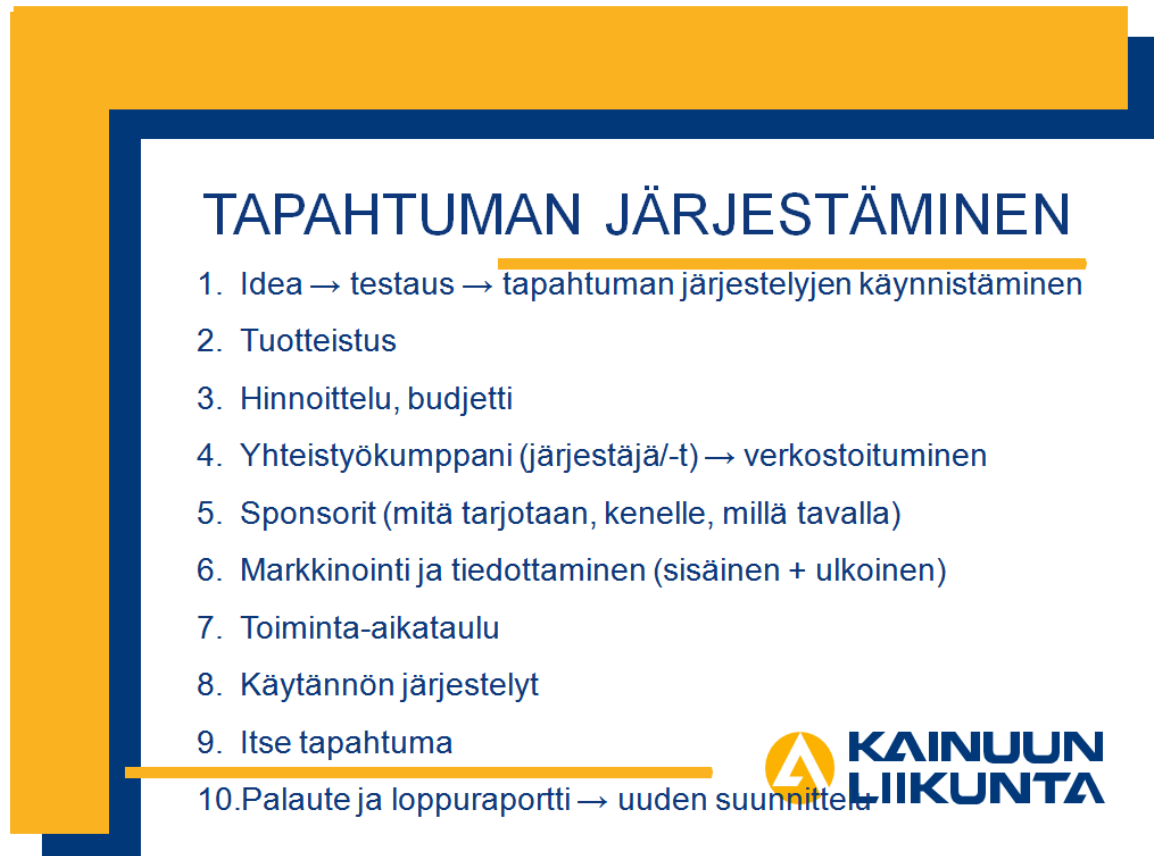 TAPAHTUMAN JÄRJESTÄMINEN
1. Idea → testaus → tapahtuman järjestelyjen käynnistäminen
2. Tuotteistus
3. Hinnoittelu, budjetti
4. Yhteistyökumppani (järjestäjä/-t) → verkostoituminen
5. Sponsorit (mitä tarjotaan, kenelle, millä tavalla)
6. Markkinointi ja tiedottaminen (sisäinen + ulkoinen)
7. Toiminta-aikataulu
8. Käytännön järjestelyt
9. Itse tapahtuma
10.Palaute ja loppuraportti → uuden suunnittelu
KAINUUN
LIIKUNTA